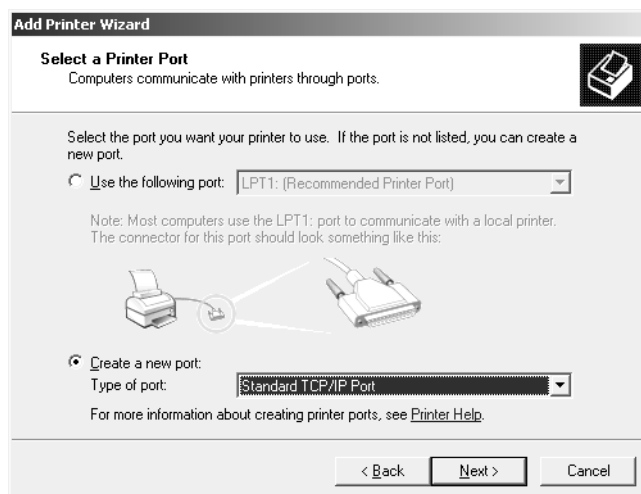 Add Printer Wizard
Select a Printer Port
Computers communicate with printers through ports.
Select the port you want your printer to use. If the port is not listed, you can create a
new port.
Use the following port: LPT1: (Recommended Printer Port)
Note: Most computers use the LPT1: port to communicate with a local printer.
The connector for this port should look something like this:
Create a new port:
Type of port: Standard TCP/IP Port
For more information about creating printer ports, see Printer Help.
< Back Next > Cancel